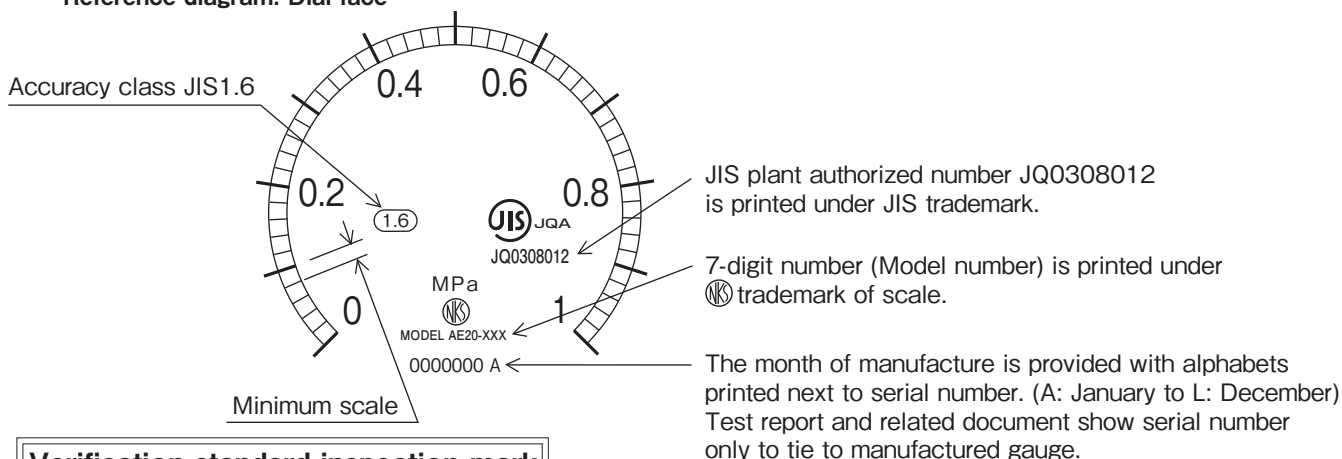 Reference diagram: Dial face
Accuracy class JIS1.6
0.4
0.6
0.2
0.8
1.6
JIS JQA
JQ0308012
MPa
NKS
0
1
MODEL AE20-XXX
0000000 A
Minimum scale
JIS plant authorized number JQ0308012
is printed under JIS trademark.
7-digit number (Model number) is printed under
NKS trademark of scale.
The month of manufacture is provided with alphabets
printed next to serial number. (A: January to L: December)
Test report and related document show serial number
only to tie to manufactured gauge.
Verification standard inspection mark